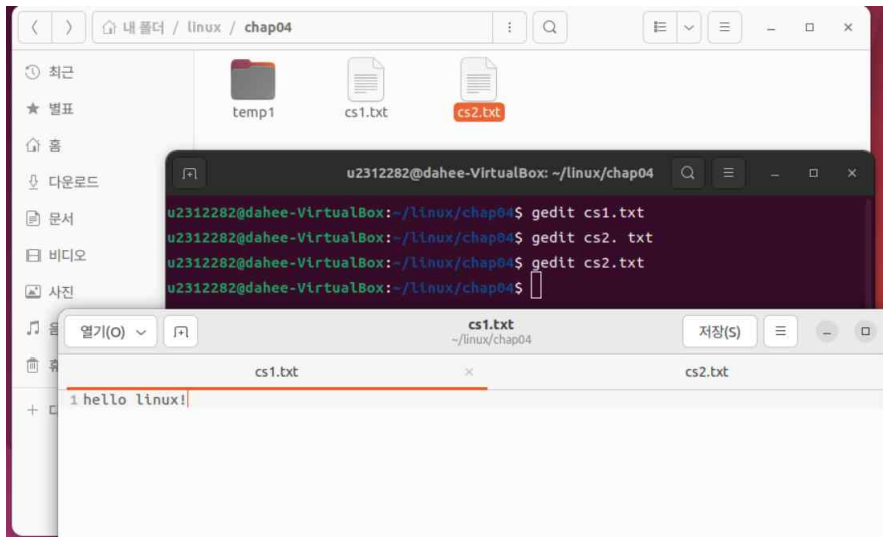 내 폴더 / linux / chap04
최근
별표
홈
다운로드
문서
비디오
사진
temp1
cs1.txt
cs2.txt
u2312282@dahee-VirtualBox: ~/linux/chap04
u2312282@dahee-VirtualBox:~/linux/chap04$ gedit cs1.txt
u2312282@dahee-VirtualBox:~/linux/chap04$ gedit cs2. txt
u2312282@dahee-VirtualBox:~/linux/chap04$ gedit cs2.txt
u2312282@dahee-VirtualBox:~/linux/chap04$
열기(O)
cs1.txt
~/linux/chap04
저장(S)
cs1.txt
cs2.txt
1 hello linux!